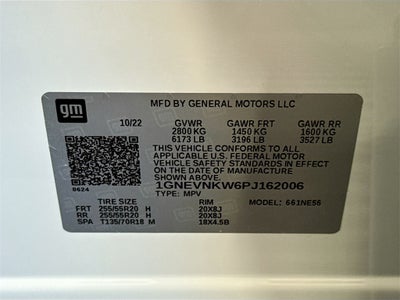 gm
MFD BY GENERAL MOTORS LLC
10/22 GVWR GAWR FRT GAWR RR
2800 KG 1450 KG 1600 KG
6173 LB 3196 LB 3527 LB
THIS VEHICLE CONFORMS TO ALL
APPLICABLE U.S. FEDERAL MOTOR
VEHICLE SAFETY STANDARDS IN EFFECT
ON THE DATE OF MANUFACTURE
SHOWN ABOVE.
1GNEVNKW6PJ162006
8624
TYPE: MPV
MODEL: 661NE56
TIRE SIZE RIM
FRT 255/55R20 H 20X8J
RR 255/55R20 H 20X8J
SPA T135/70R18 M 18X4.5B